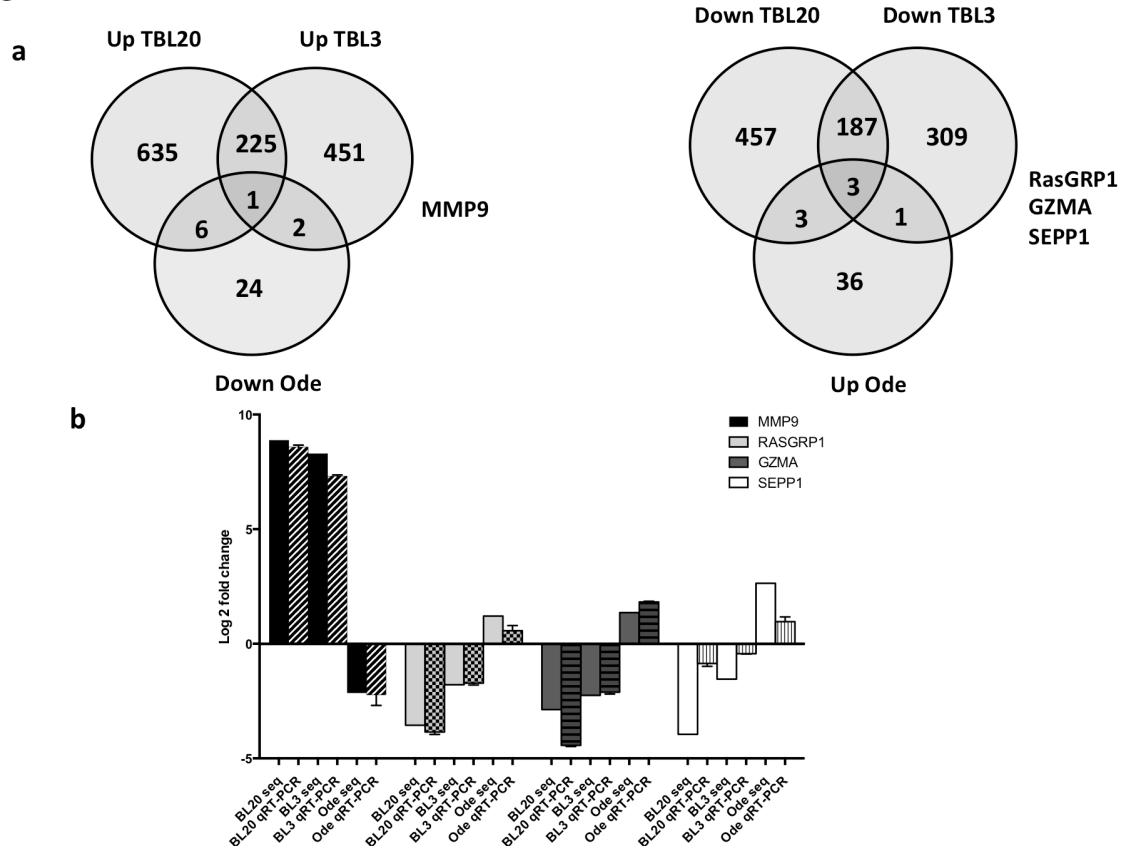 a
Up TBL20
Up TBL3
635
225
451
1
6
2
24
MMP9
Down Ode
Down TBL20
Down TBL3
457
187
309
3
3
1
36
RasGRP1
GZMA
SEPP1
Up Ode
b
MMP9
RASGRP1
GZMA
SEPP1
Log 2 fold change
10
5
0
-5
BL20 seq
BL20 qRT-PCR
BL3 seq
BL3 qRT-PCR
Ode seq
Ode qRT-PCR
BL20 seq
BL20 qRT-PCR
BL3 seq
BL3 qRT-PCR
Ode seq
Ode qRT-PCR
BL20 seq
BL20 qRT-PCR
BL3 seq
BL3 qRT-PCR
Ode seq
Ode qRT-PCR
BL20 seq
BL20 qRT-PCR
BL3 seq
BL3 qRT-PCR
Ode seq
Ode qRT-PCR